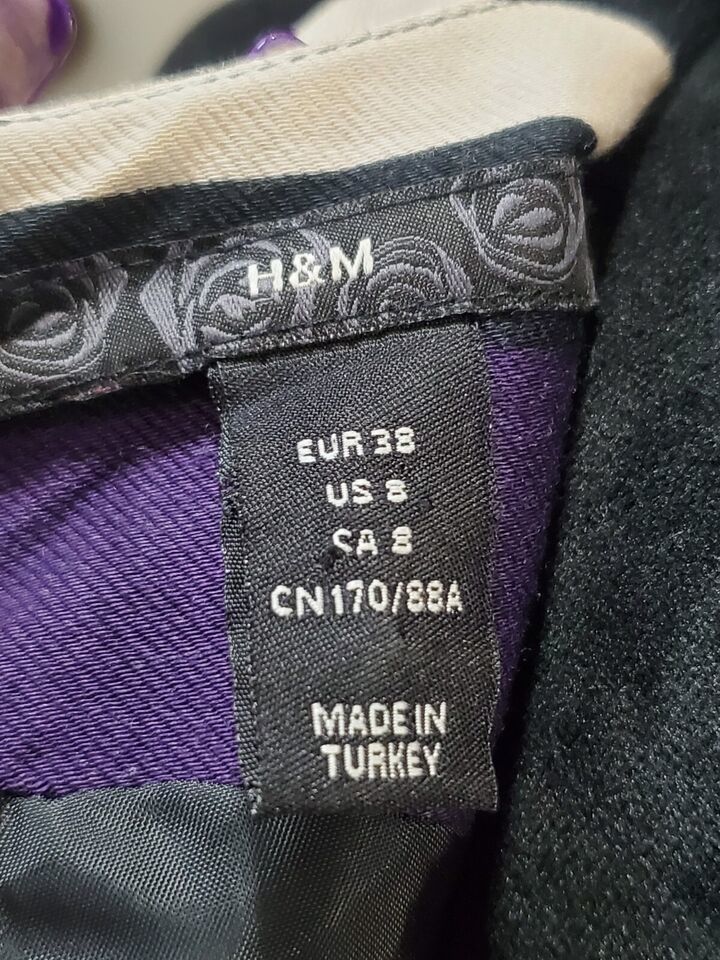 H&M
EUR 38
US 8
CA 8
CN170/88A
MADE IN
TURKEY